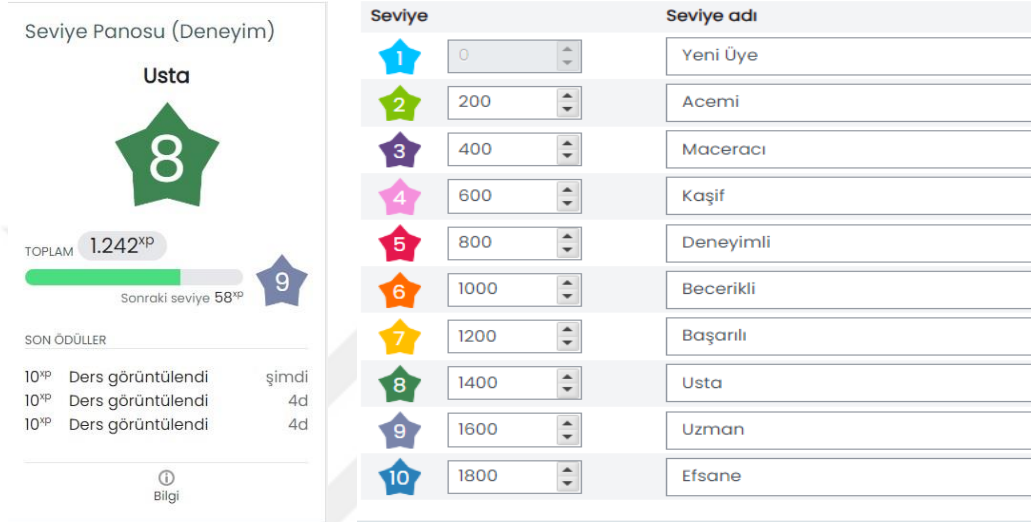 Seviye Panosu (Deneyim)
Usta
8
TOPLAM 1.242xp
9
Sonraki seviye 58xp
SON ÖDÜLLER
10xp Ders görüntülendi şimdi
10xp Ders görüntülendi 4d
10xp Ders görüntülendi 4d
Bilgi
Seviye Seviye adı
1 0 Yeni Üye
2 200 Acemi
3 400 Maceracı
4 600 Kaşif
5 800 Deneyimli
6 1000 Becerikli
7 1200 Başarılı
8 1400 Usta
9 1600 Uzman
10 1800 Efsane